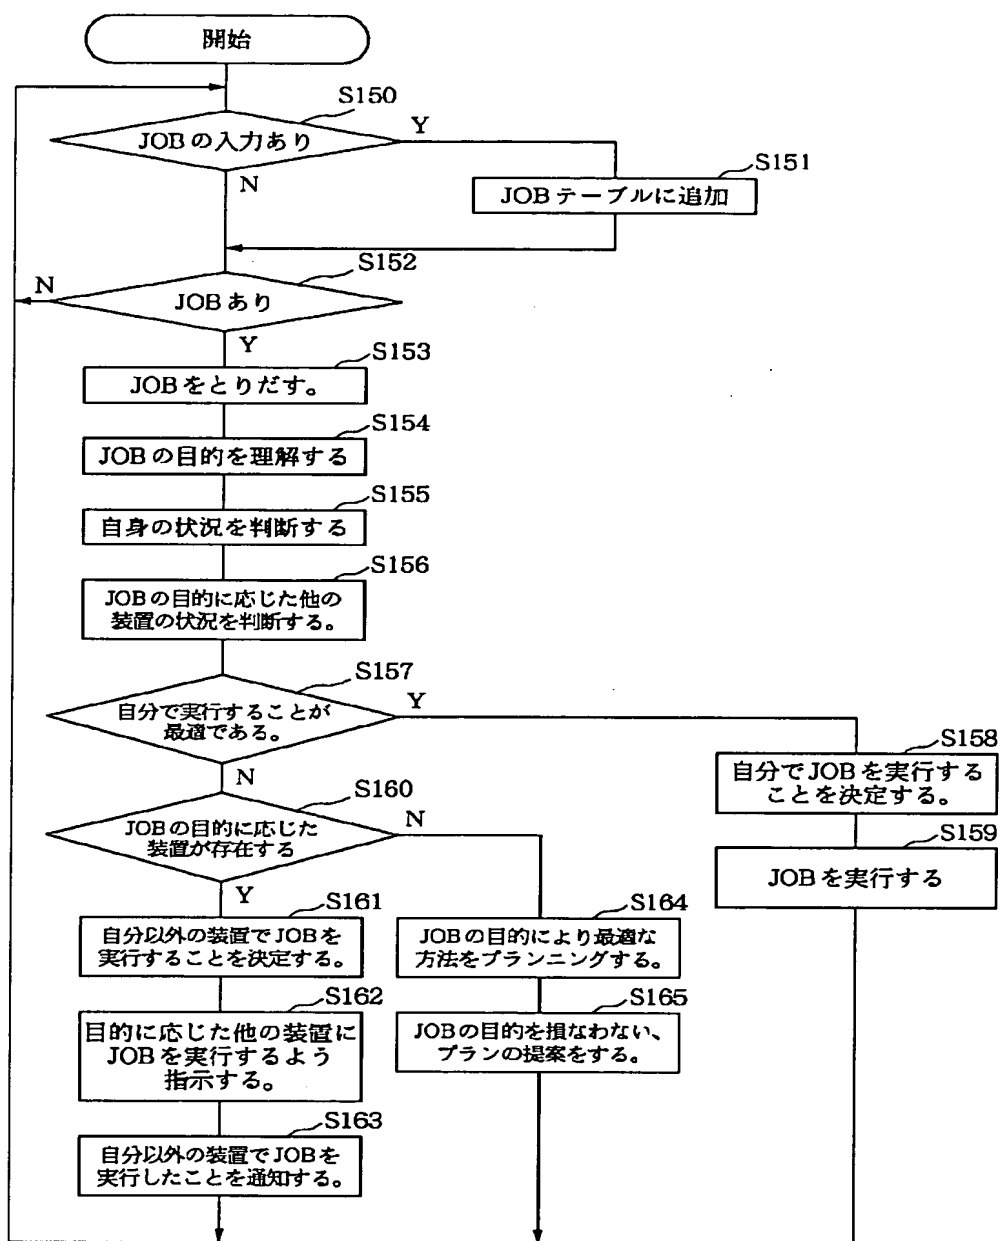 開始
S150
JOBの入力あり
Y
N
S151
JOBテーブルに追加
S152
N
JOBあり
Y
S153
JOBをとりだす。
S154
JOBの目的を理解する
S155
自身の状況を判断する
S156
JOBの目的に応じた他の
装置の状況を判断する。
S157
Y
自分で実行することが
最適である。
N
S158
自分でJOBを実行する
ことを決定する。
S159
JOBを実行する
S160
N
JOBの目的に応じた
装置が存在する
Y
S161
自分以外の装置でJOBを
実行することを決定する。
S162
目的に応じた他の装置に
JOBを実行するよう
指示する。
S163
自分以外の装置でJOBを
実行したことを通知する。
S164
JOBの目的により最適な
方法をプランニングする。
S165
JOBの目的を損なわない、
プランの提案をする。